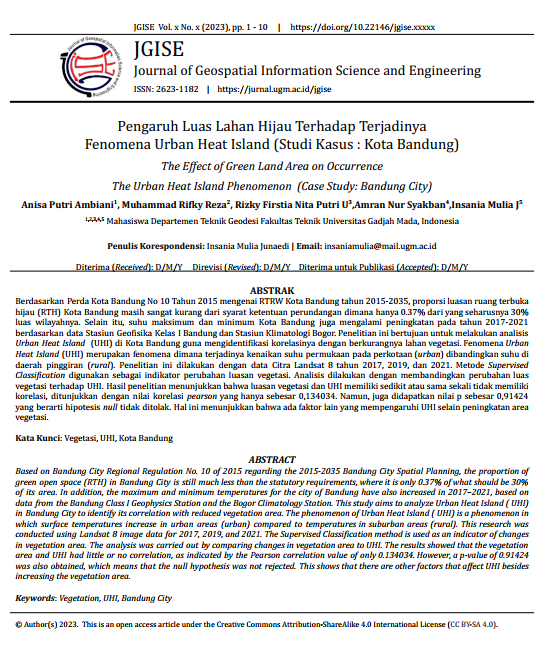 JGISE Vol. x No. x (2023), pp. 1 - 10 | https://doi.org/10.22146/jgise.xxxxx
JGISE
Journal of Geospatial Information Science and Engineering
ISSN: 2623-1182 | https://jurnal.ugm.ac.id/jgise
Pengaruh Luas Lahan Hijau Terhadap Terjadinya
Fenomena Urban Heat Island (Studi Kasus : Kota Bandung)
The Effect of Green Land Area on Occurrence
The Urban Heat Island Phenomenon (Case Study: Bandung City)
Anisa Putri Ambiani¹, Muhammad Rifky Reza², Rizky Firstia Nita Putri U³,Amran Nur Syakban⁴,Insania Mulia J⁵
¹,²,³,⁴,⁵ Mahasiswa Departemen Teknik Geodesi Fakultas Teknik Universitas Gadjah Mada, Indonesia
Penulis Korespondensi: Insania Mulia Junaedi | Email: insaniamulia@mail.ugm.ac.id
Diterima (Received): D/M/Y Direvisi (Revised): D/M/Y Diterima untuk Publikasi (Accepted): D/M/Y
ABSTRAK
Berdasarkan Perda Kota Bandung No 10 Tahun 2015 mengenai RTRW Kota Bandung tahun 2015-2035, proporsi luasan ruang terbuka
hijau (RTH) Kota Bandung masih sangat kurang dari syarat ketentuan perundangan dimana hanya 0.37% dari yang seharusnya 30%
luas wilayahnya. Selain itu, suhu maksimum dan minimum Kota Bandung juga mengalami peningkatan pada tahun 2017-2021
berdasarkan data Stasiun Geofisika Kelas I Bandung dan Stasiun Klimatologi Bogor. Penelitian ini bertujuan untuk melakukan analisis
Urban Heat Island (UHI) di Kota Bandung guna mengidentifikasi korelasinya dengan berkurangnya lahan vegetasi. Fenomena Urban
Heat Island (UHI) merupakan fenomena dimana terjadinya kenaikan suhu permukaan pada perkotaan (urban) dibandingkan suhu di
daerah pinggiran (rural). Penelitian ini dilakukan dengan data Citra Landsat 8 tahun 2017, 2019, dan 2021. Metode Supervised
Classification digunakan sebagai indikator perubahan luasan vegetasi. Analisis dilakukan dengan membandingkan perubahan luas
vegetasi terhadap UHI. Hasil penelitian menunjukkan bahwa luasan vegetasi dan UHI memiliki sedikit atau sama sekali tidak memiliki
korelasi, ditunjukkan dengan nilai korelasi pearson yang hanya sebesar 0,134034. Namun, juga didapatkan nilai p sebesar 0,91424
yang berarti hipotesis null tidak ditolak. Hal ini menunjukkan bahwa ada faktor lain yang mempengaruhi UHI selain peningkatan area
vegetasi.
Kata Kunci: Vegetasi, UHI, Kota Bandung
ABSTRACT
Based on Bandung City Regional Regulation No. 10 of 2015 regarding the 2015-2035 Bandung City Spatial Planning, the proportion of
green open space (RTH) in Bandung City is still much less than the statutory requirements, where it is only 0.37% of what should be 30%
of its area. In addition, the maximum and minimum temperatures for the city of Bandung have also increased in 2017–2021, based on
data from the Bandung Class I Geophysics Station and the Bogor Climatology Station. This study aims to analyze Urban Heat Island ( UHI)
in Bandung City to identify its correlation with reduced vegetation area. The phenomenon of Urban Heat Island ( UHI) is a phenomenon
in which surface temperatures increase in urban areas (urban) compared to temperatures in suburban areas (rural). This research was
conducted using Landsat 8 image data for 2017, 2019, and 2021. The Supervised Classification method is used as an indicator of changes
in vegetation area. The analysis was carried out by comparing changes in vegetation area to UHI. The results showed that the vegetation
area and UHI had little or no correlation, as indicated by the Pearson correlation value of only 0.134034. However, a p-value of 0.91424
was also obtained, which means that the null hypothesis was not rejected. This shows that there are other factors that affect UHI besides
increasing the vegetation area.
Keywords: Vegetation, UHI, Bandung City
© Author(s) 2023. This is an open access article under the Creative Commons Attribution-ShareAlike 4.0 International License (CC BY-SA 4.0).